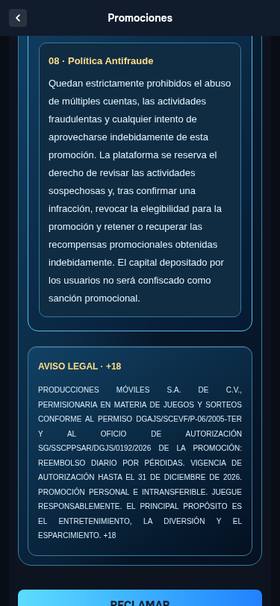 Promociones
08 · Política Antifraude
Quedan estrictamente prohibidos el abuso
de múltiples cuentas, las actividades
fraudulentas y cualquier intento de
aprovecharse indebidamente de esta
promoción. La plataforma se reserva el
derecho de revisar las actividades
sospechosas y, tras confirmar una
infracción, revocar la elegibilidad para la
promoción y retener o recuperar las
recompensas promocionales obtenidas
indebidamente. El capital depositado por
los usuarios no será confiscado como
sanción promocional.
AVISO LEGAL · +18
PRODUCCIONES MÓVILES S.A. DE C.V.,
PERMISIONARIA EN MATERIA DE JUEGOS Y SORTEOS
CONFORME AL PERMISO DGAJS/SCEVF/P-06/2005-TER
Y AL OFICIO DE AUTORIZACIÓN
SG/SSCPPSAR/DGJS/0192/2026 DE LA PROMOCIÓN:
REEMBOLSO DIARIO POR PÉRDIDAS. VIGENCIA DE
AUTORIZACIÓN HASTA EL 31 DE DICIEMBRE DE 2026.
PROMOCIÓN PERSONAL E INTRANSFERIBLE. JUEGUE
RESPONSABLEMENTE. EL PRINCIPAL PROPÓSITO ES
EL ENTRETENIMIENTO, LA DIVERSIÓN Y EL
ESPARCIMIENTO. +18
RECLAMAR